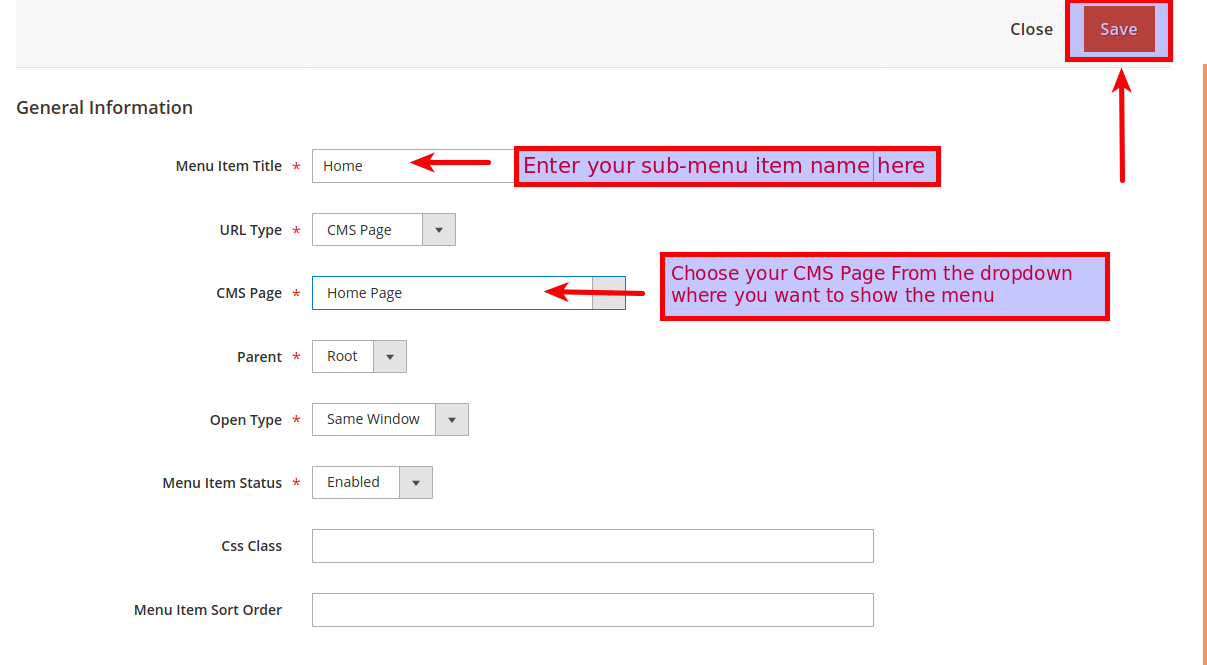 Close
Save
General Information
Menu Item Title * Home
Enter your sub-menu item name here
URL Type * CMS Page
CMS Page * Home Page
Choose your CMS Page From the dropdown
where you want to show the menu
Parent * Root
Open Type * Same Window
Menu Item Status * Enabled
Css Class
Menu Item Sort Order